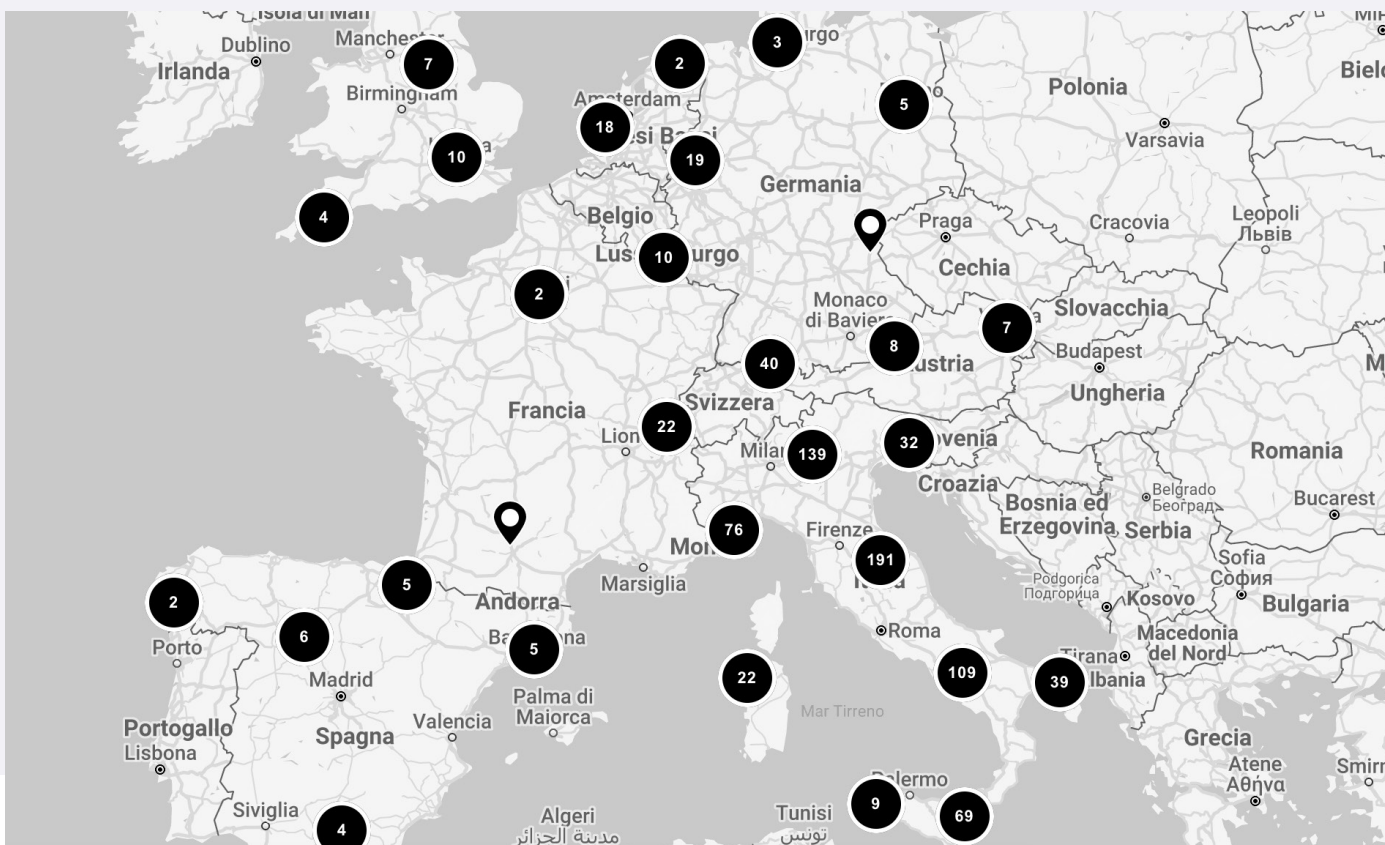 Dublino
Manchester
Irlanda
7
2
3
Birmingham
Amsterdam
5
Polonia
Varsavia
18
10
19
Germania
4
Belgio
Praga
Cracovia
Leopoli
Львів
10
Cechia
2
Monaco
di Baviera
Slovacchia
7
8
Budapest
40
Ungheria
Svizzera
Francia
22
Lion
139
32
Croazia
Romania
Belgrado
Београд
Bosnia ed
Erzegovina
Serbia
Bucarest
76
Firenze
191
Marsiglia
Sofia
София
Podgorica
Подгорица
Kosovo
Bulgaria
5
Andorra
2
6
Porto
5
Roma
Macedonia
del Nord
Tirana
Madrid
22
109
39
Palma di
Maiorca
Mar Tirreno
Portogallo
Lisbona
Valencia
Spagna
Grecia
Atene
Αθήνα
Palermo
9
69
Siviglia
4
Algeri
مدينة الجزائر
Tunisi
تونس